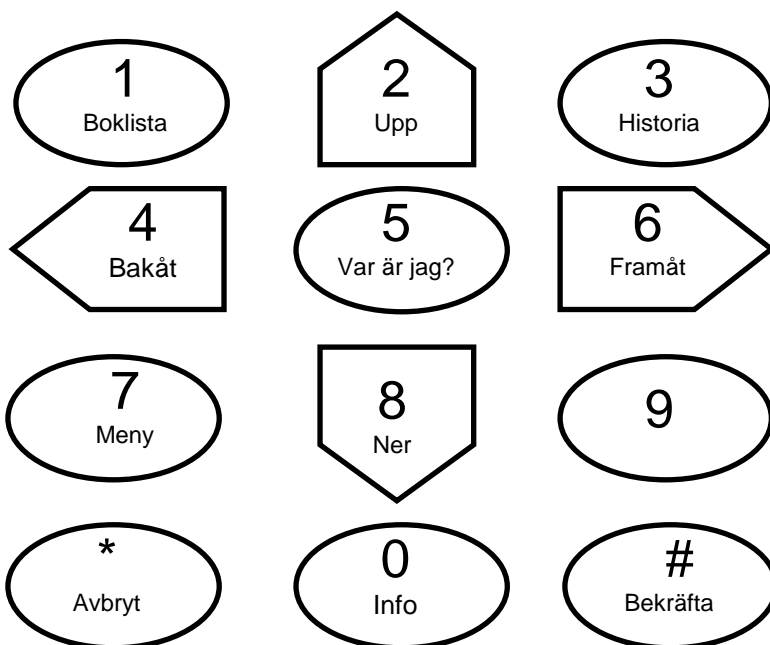 1
Boklista
2
Upp
3
Historia
4
Bakåt
5
Var är jag?
6
Framåt
7
Meny
8
Ner
9
*
Avbryt
0
Info
#
Bekräfta